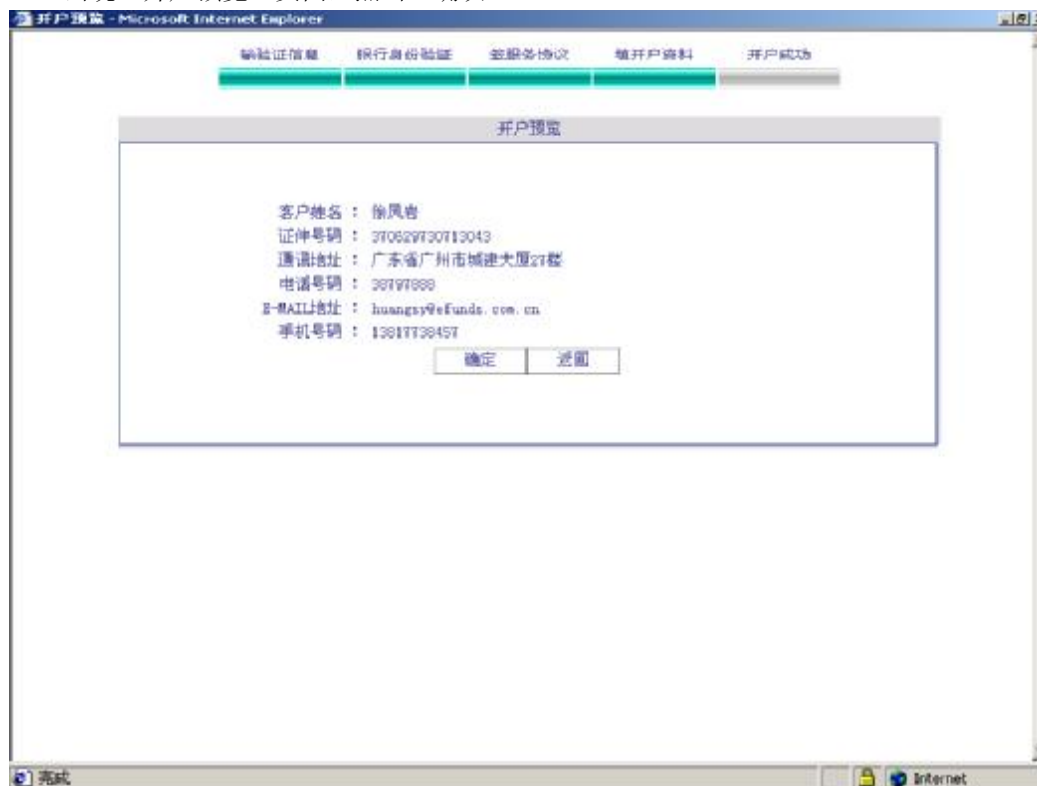 开户预览 - Microsoft Internet Explorer
输验证信息 银行身份验证 签服务协议 填开户资料 开户成功
开户预览
客户姓名 : 徐凤岩
证件号码 : 370629730713043
通讯地址 : 广东省广州市城建大厦27楼
电话号码 : 38797888
E-MAIL地址 : huangsy@efunds.com.cn
手机号码 : 13817738457
确定 返回
完成 Internet